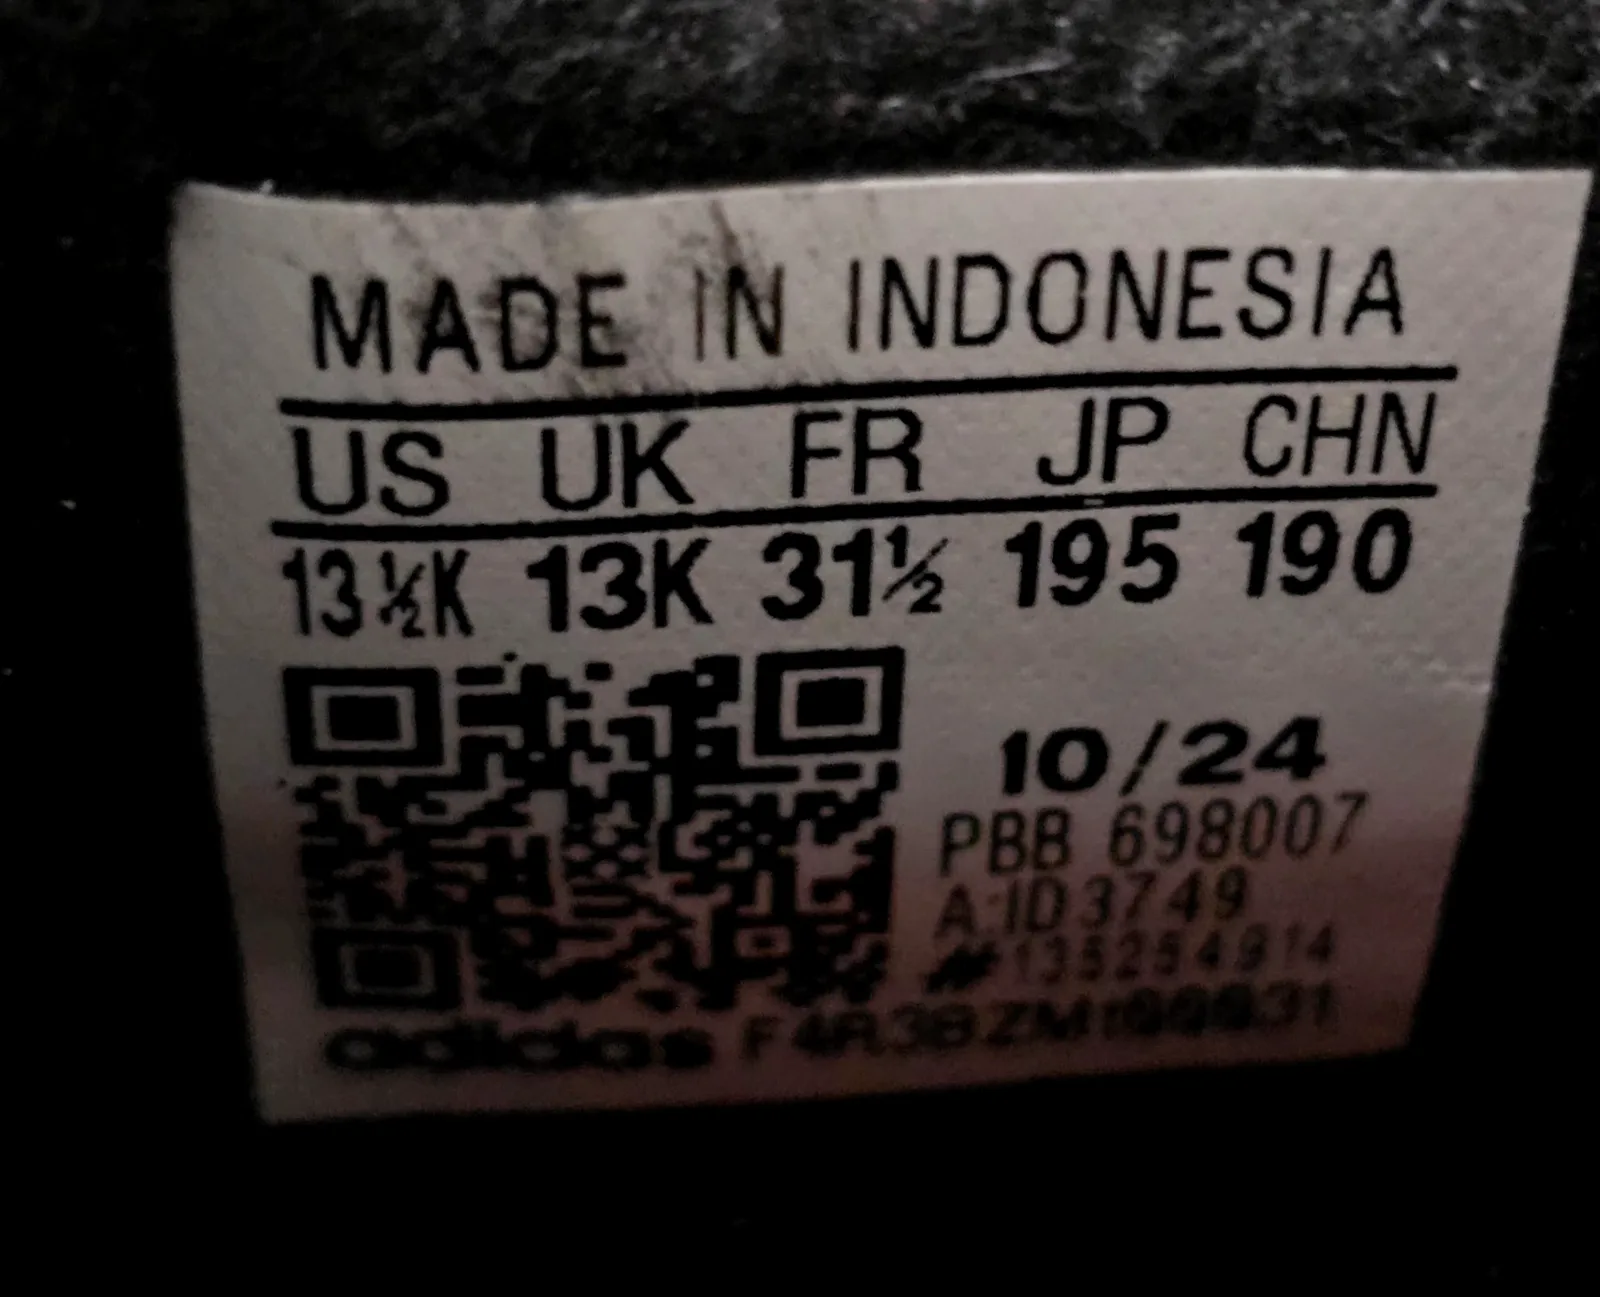 MADE IN INDONESIA
US UK FR JP CHN
13½K 13K 31½ 195 190
10/24
PBB 698007
A:ID3749
#135254914
adidas